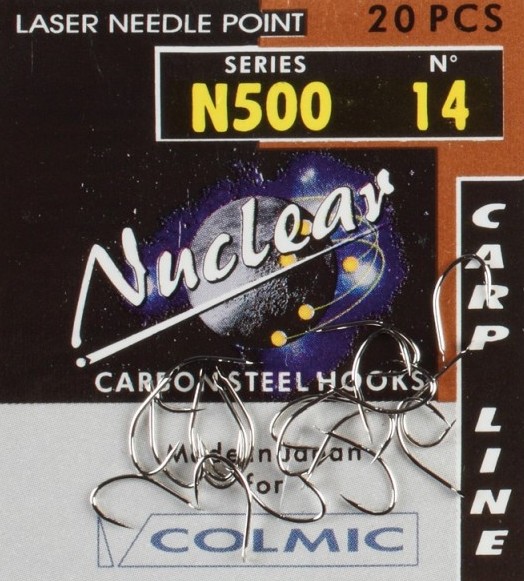 LASER NEEDLE POINT
20 PCS
SERIES N°
N500 14
Nuclear
CARBON STEEL HOOKS
CARP LINE
Made in Japan
for
COLMIC